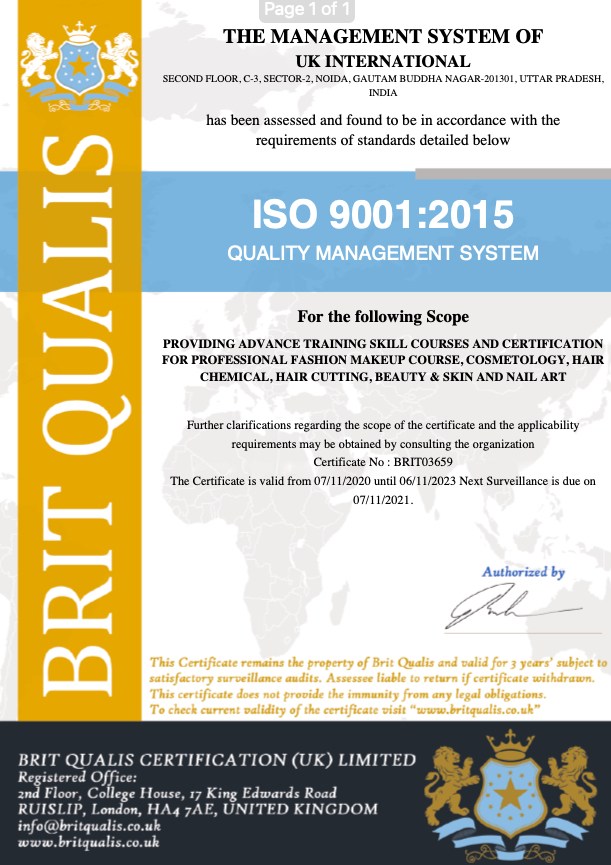 Page 1 of 1
BRIT QUALIS
THE MANAGEMENT SYSTEM OF
UK INTERNATIONAL
SECOND FLOOR, C-3, SECTOR-2, NOIDA, GAUTAM BUDDHA NAGAR-201301, UTTAR PRADESH,
INDIA
has been assessed and found to be in accordance with the
requirements of standards detailed below
ISO 9001:2015
QUALITY MANAGEMENT SYSTEM
For the following Scope
PROVIDING ADVANCE TRAINING SKILL COURSES AND CERTIFICATION
FOR PROFESSIONAL FASHION MAKEUP COURSE, COSMETOLOGY, HAIR
CHEMICAL, HAIR CUTTING, BEAUTY & SKIN AND NAIL ART
Further clarifications regarding the scope of the certificate and the applicability
requirements may be obtained by consulting the organization
Certificate No : BRIT03659
The Certificate is valid from 07/11/2020 until 06/11/2023 Next Surveillance is due on
07/11/2021.
Authorized by
This Certificate remains the property of Brit Qualis and valid for 3 years' subject to
satisfactory surveillance audits. Assessee liable to return if certificate withdrawn.
This certificate does not provide the immunity from any legal obligations.
To check current validity of the certificate visit "www.britqualis.co.uk"
BRIT QUALIS CERTIFICATION (UK) LIMITED
Registered Office:
2nd Floor, College House, 17 King Edwards Road
RUISLIP, London, HA4 7AE, UNITED KINGDOM
info@britqualis.co.uk
www.britqualis.co.uk